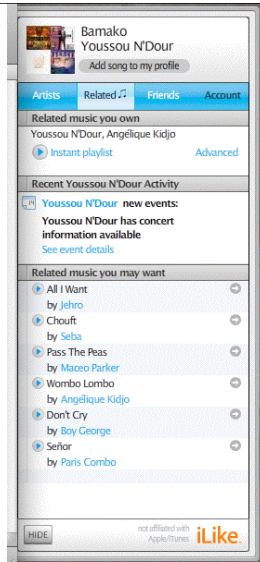 Bamako
Youssou N'Dour
Add song to my profile
Artists Related Friends Account
Related music you own
Youssou N'Dour, Angélique Kidjo
Instant playlist Advanced
Recent Youssou N'Dour Activity
14
Youssou N'Dour new events:
Youssou N'Dour has concert
information available
See event details
Related music you may want
All I Want
by Jehro
Chouft
by Seba
Pass The Peas
by Maceo Parker
Wombo Lombo
by Angélique Kidjo
Don't Cry
by Boy George
Señor
by Paris Combo
HIDE
not affiliated with
Apple/iTunes
iLike